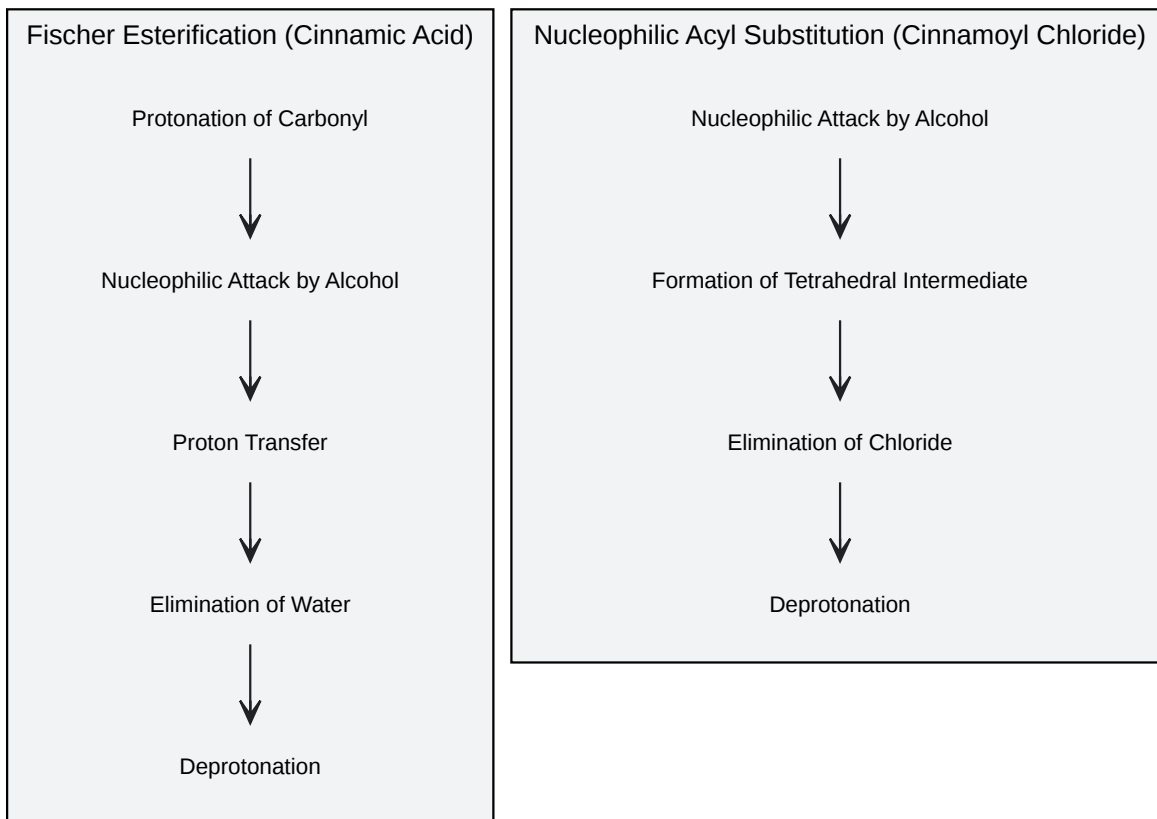 Fischer Esterification (Cinnamic Acid)
Protonation of Carbonyl
Nucleophilic Attack by Alcohol
Proton Transfer
Elimination of Water
Deprotonation
Nucleophilic Acyl Substitution (Cinnamoyl Chloride)
Nucleophilic Attack by Alcohol
Formation of Tetrahedral Intermediate
Elimination of Chloride
Deprotonation